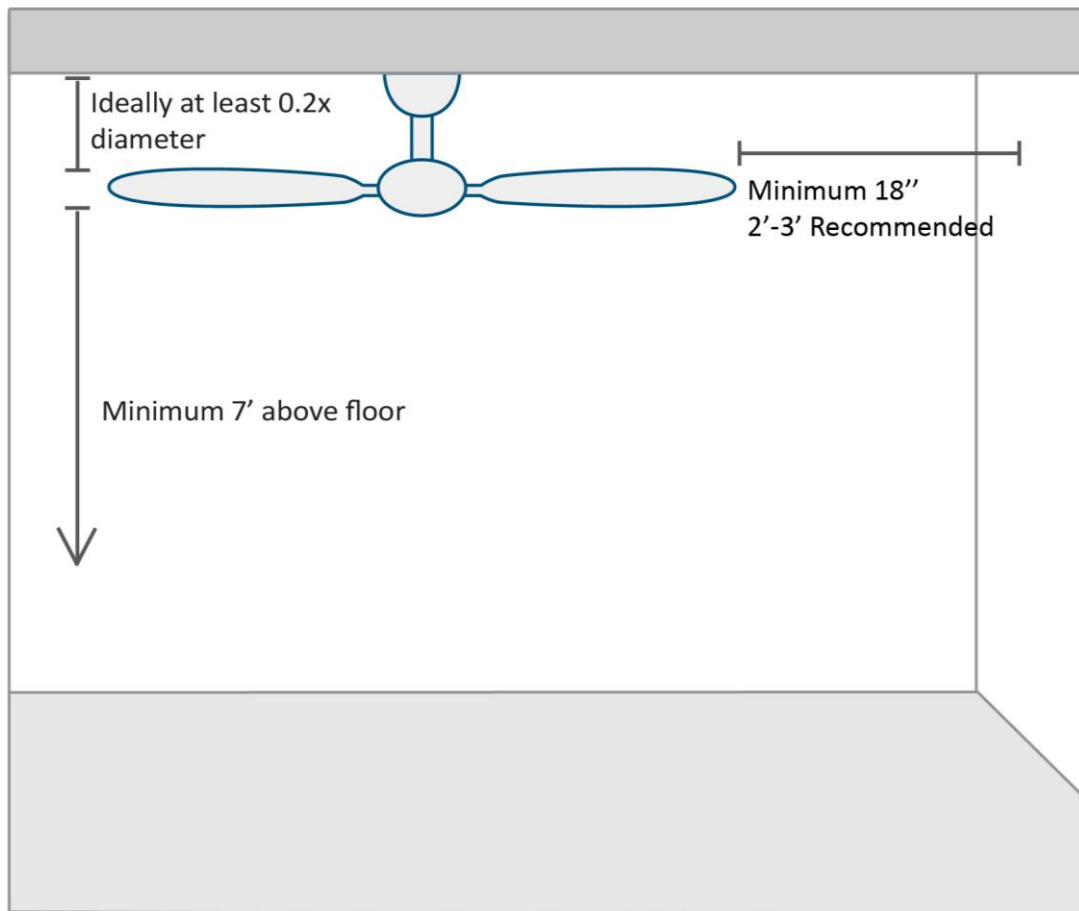 Ideally at least 0.2x
diameter
Minimum 18’’
2’-3’ Recommended
Minimum 7’ above floor